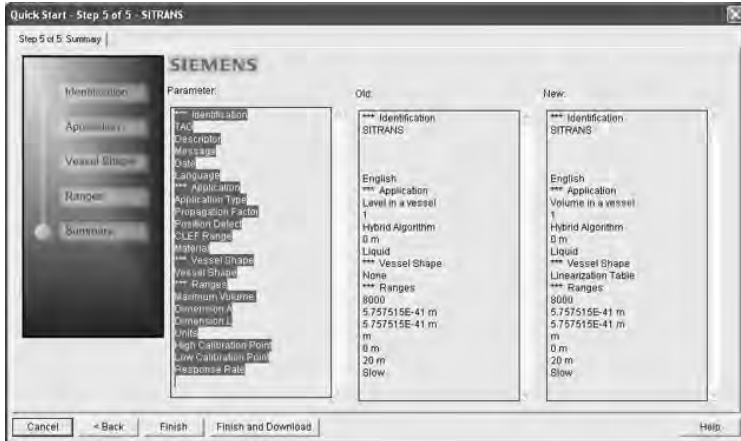 Quick Start - Step 5 of 5 - SITRANS
Step 5 of 5: Summary
SIEMENS
Identification
Application
Vessel Shape
Ranges
Summary
Parameter:
*** Identification
TAG
Descriptor
Message
Date
Language
*** Application
Application Type
Propagation Factor
Position Detect
CLEF Range
Material
*** Vessel Shape
Vessel Shape
*** Ranges
Maximum Volume
Dimension A
Dimension L
Units
High Calibration Point
Low Calibration Point
Response Rate
Old:
*** Identification
SITRANS
English
*** Application
Level in a vessel
1
Hybrid Algorithm
0 m
Liquid
*** Vessel Shape
None
*** Ranges
8000
5.757515E-41 m
5.757515E-41 m
m
0 m
20 m
Slow
New:
*** Identification
SITRANS
English
*** Application
Volume in a vessel
1
Hybrid Algorithm
0 m
Liquid
*** Vessel Shape
Linearization Table
*** Ranges
8000
5.757515E-41 m
5.757515E-41 m
m
0 m
20 m
Slow
Cancel
< Back
Finish
Finish and Download
Help